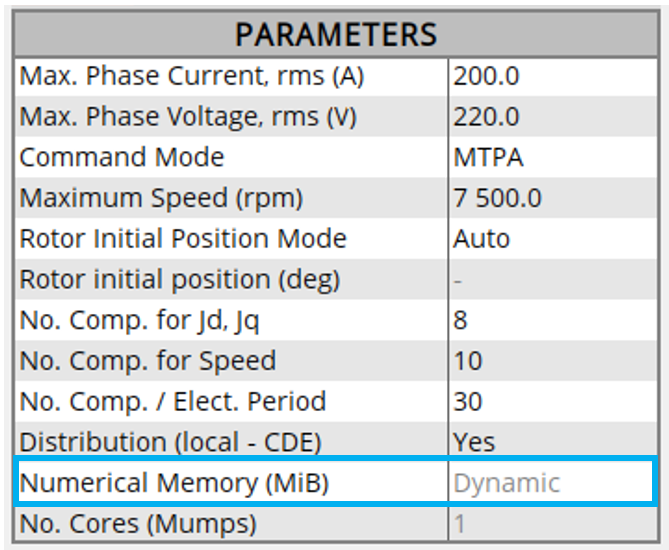 PARAMETERS
Max. Phase Current, rms (A) 200.0
Max. Phase Voltage, rms (V) 220.0
Command Mode MTPA
Maximum Speed (rpm) 7 500.0
Rotor Initial Position Mode Auto
Rotor initial position (deg) -
No. Comp. for Jd, Jq 8
No. Comp. for Speed 10
No. Comp. / Elect. Period 30
Distribution (local - CDE) Yes
Numerical Memory (MiB) Dynamic
No. Cores (Mumps) 1